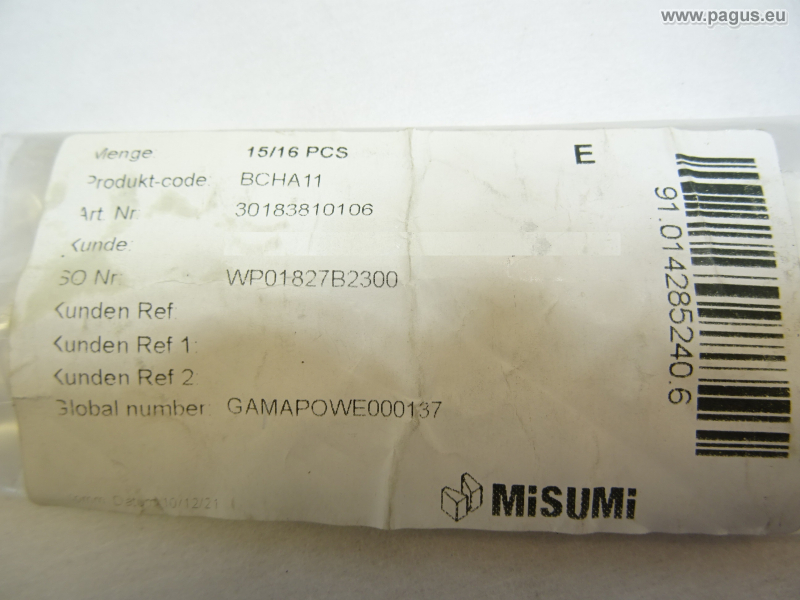 www.pagus.eu
Menge: 15/16 PCS
E
Produkt-code: BCHA11
Art. Nr. 30183810106
Kunde:
SO Nr: WP01827B2300
Kunden Ref:
Kunden Ref 1:
Kunden Ref 2:
Global number: GAMAPOWE000137
91.014285240.6
MiSUMi